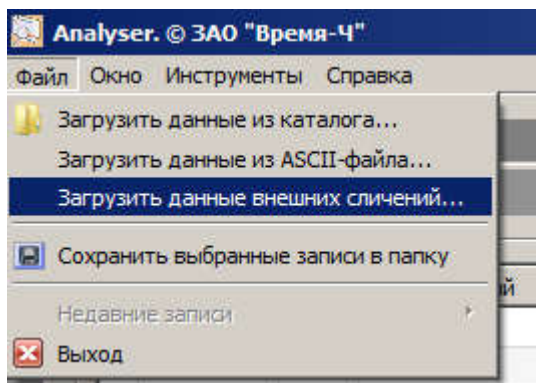 Analyser. © ЗАО "Время-Ч"
Файл Окно Инструменты Справка
Загрузить данные из каталога...
Загрузить данные из ASCII-файла...
Загрузить данные внешних сличений...
Сохранить выбранные записи в папку
Недавние записи
Выход